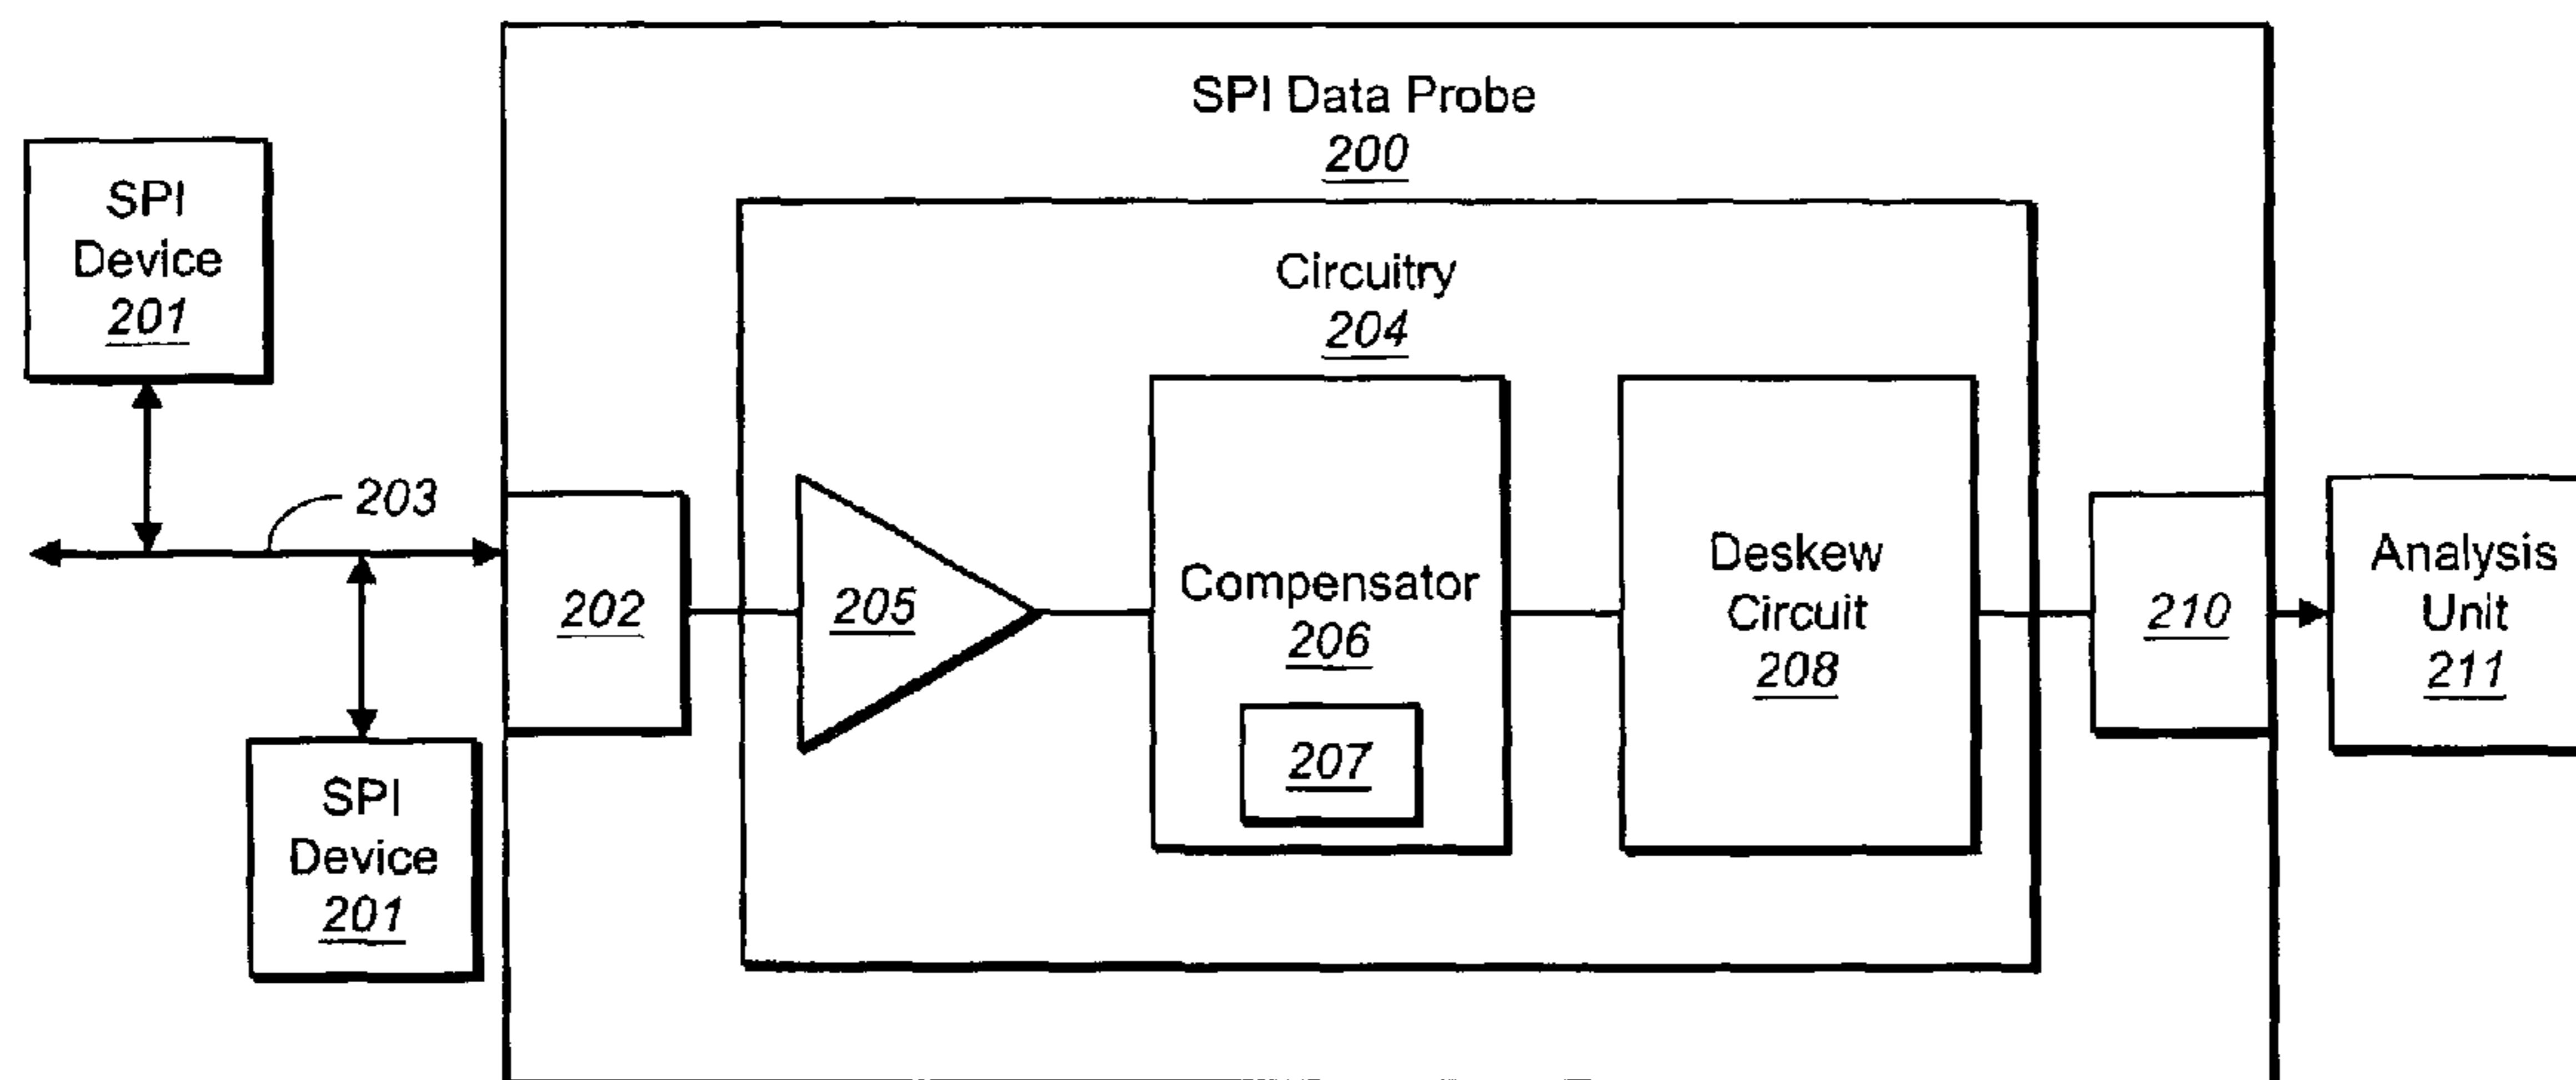 SPI Data Probe
200
SPI
Device
201
Circuitry
204
203
202
205
Compensator
206
207
Deskew
Circuit
208
210
Analysis
Unit
211
SPI
Device
201